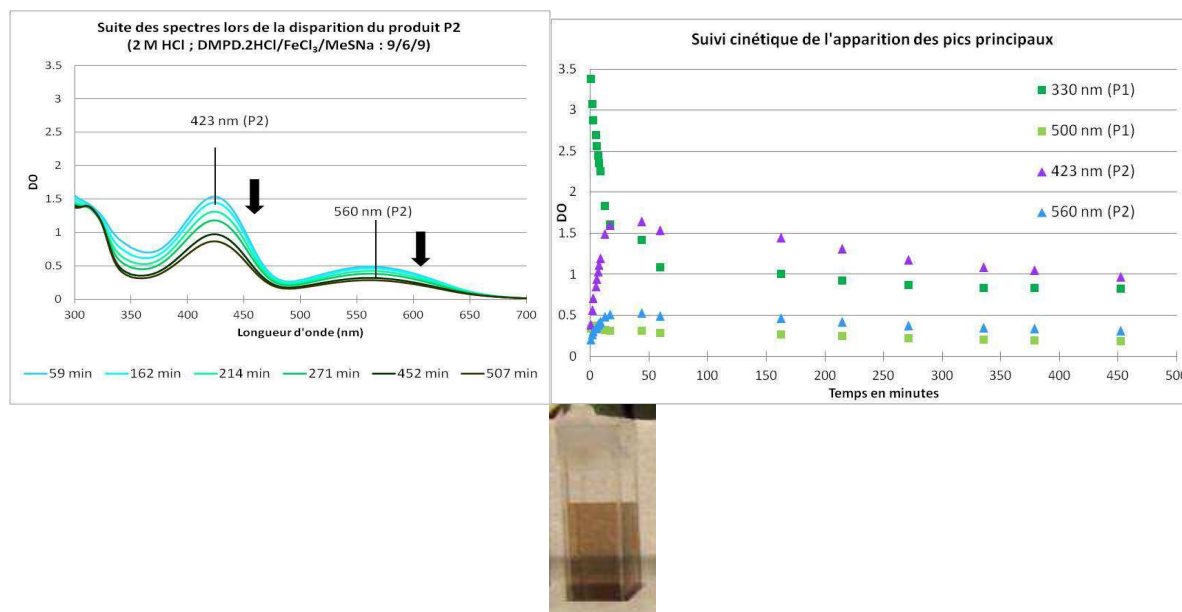 Suite des spectres lors de la disparition du produit P2
(2 M HCl ; DMPD.2HCl/FeCl₃/MeSNa : 9/6/9)
3.5
3
2.5
2
1.5
1
0.5
0
DO
423 nm (P2)
560 nm (P2)
300 350 400 450 500 550 600 650 700
Longueur d'onde (nm)
59 min 162 min 214 min 271 min 452 min 507 min
Suivi cinétique de l'apparition des pics principaux
3.5
3
2.5
2
1.5
1
0.5
0
DO
330 nm (P1)
500 nm (P1)
423 nm (P2)
560 nm (P2)
0 50 100 150 200 250 300 350 400 450 500
Temps en minutes